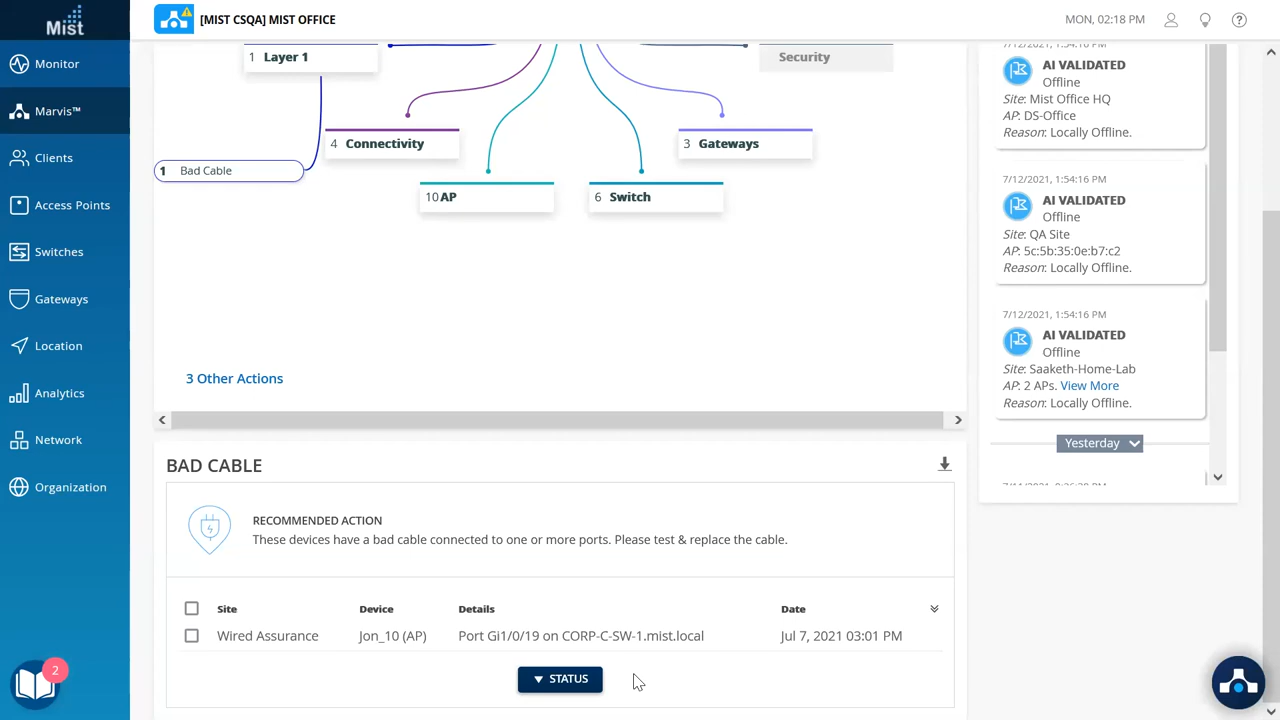 Mist
[MIST CSQA] MIST OFFICE
MON, 02:18 PM
Monitor
Marvis™
Clients
Access Points
Switches
Gateways
Location
Analytics
Network
Organization
2
1 Layer 1
Security
4 Connectivity
3 Gateways
1 Bad Cable
10 AP
6 Switch
3 Other Actions
BAD CABLE
RECOMMENDED ACTION
These devices have a bad cable connected to one or more ports. Please test & replace the cable.
Site Device Details Date
Wired Assurance Jon_10 (AP) Port Gi1/0/19 on CORP-C-SW-1.mist.local Jul 7, 2021 03:01 PM
STATUS
7/12/2021, 1:54:16 PM
AI VALIDATED
Offline
Site: Mist Office HQ
AP: DS-Office
Reason: Locally Offline.
7/12/2021, 1:54:16 PM
AI VALIDATED
Offline
Site: QA Site
AP: 5c:5b:35:0e:b7:c2
Reason: Locally Offline.
7/12/2021, 1:54:16 PM
AI VALIDATED
Offline
Site: Saaketh-Home-Lab
AP: 2 APs. View More
Reason: Locally Offline.
Yesterday